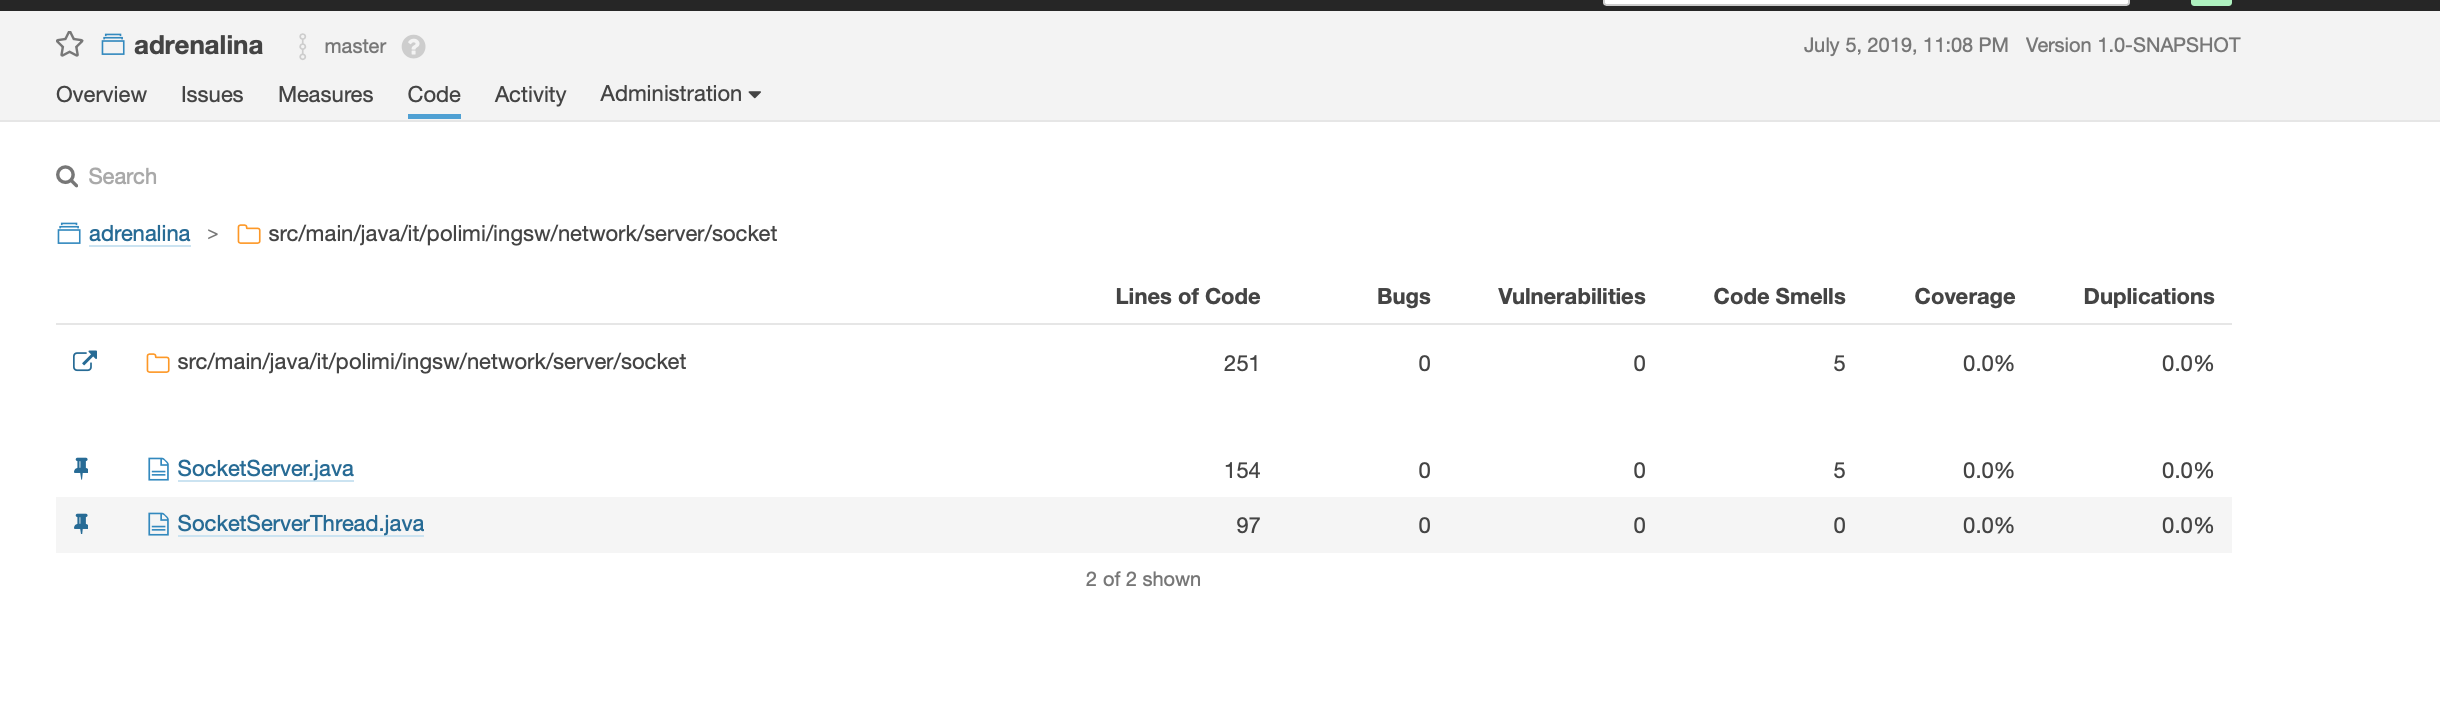 adrenalina master ? July 5, 2019, 11:08 PM Version 1.0-SNAPSHOT
Overview Issues Measures Code Activity Administration
Search
adrenalina > src/main/java/it/polimi/ingsw/network/server/socket
Lines of Code Bugs Vulnerabilities Code Smells Coverage Duplications
src/main/java/it/polimi/ingsw/network/server/socket 251 0 0 5 0.0% 0.0%
SocketServer.java 154 0 0 5 0.0% 0.0%
SocketServerThread.java 97 0 0 0 0.0% 0.0%
2 of 2 shown